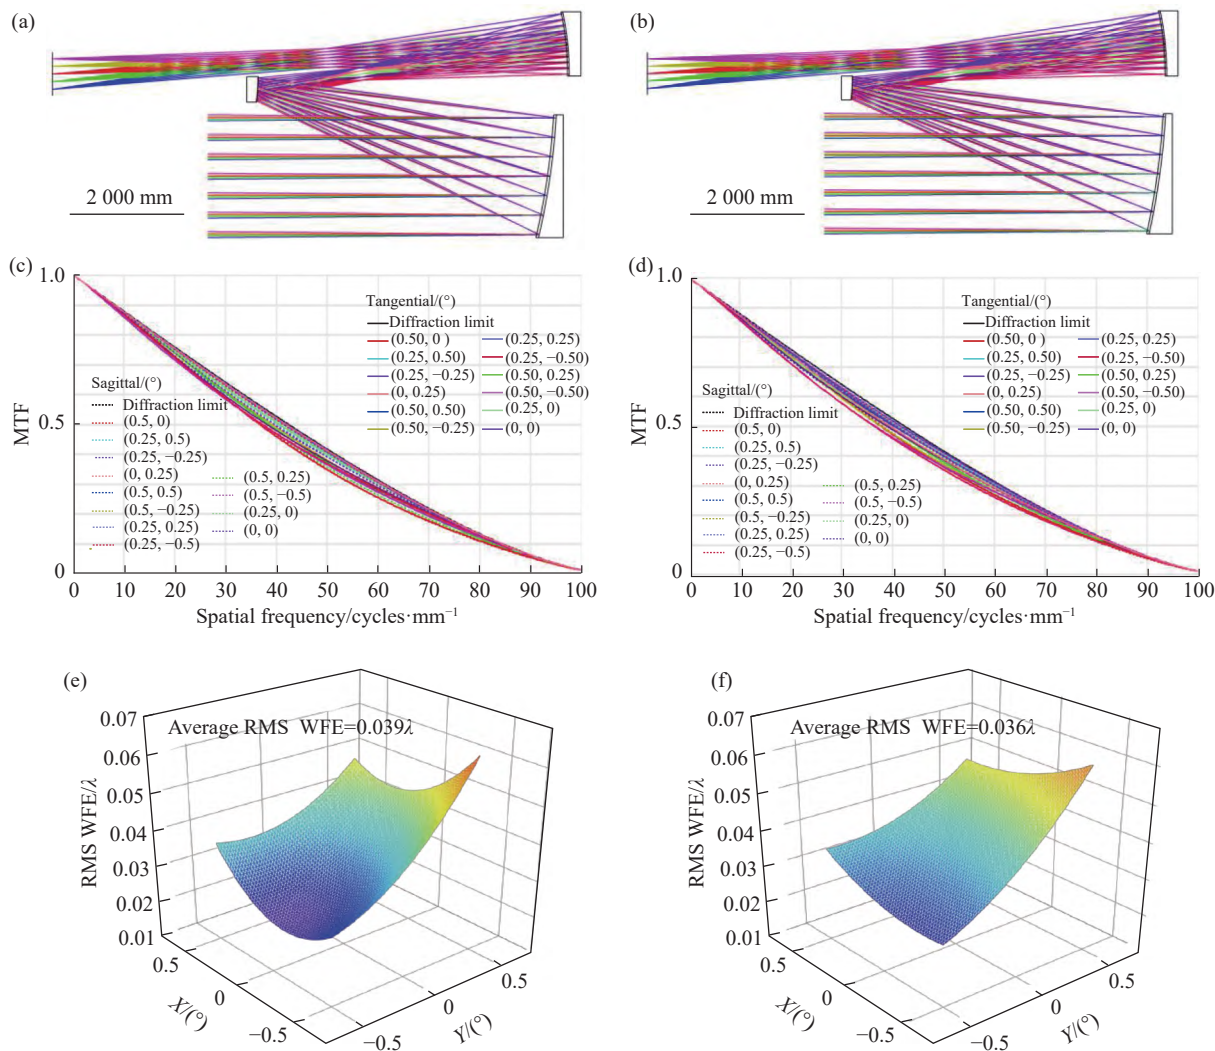 (a)
2 000 mm
(b)
2 000 mm
(c)
1.0
0.5
0
MTF
Tangential/(°)
Diffraction limit
(0.50, 0 )
(0.25, 0.50)
(0.25, −0.25)
(0, 0.25)
(0.50, 0.50)
(0.50, −0.25)
(0.25, 0.25)
(0.25, −0.50)
(0.50, 0.25)
(0.50, −0.50)
(0.25, 0)
(0, 0)
Sagittal/(°)
Diffraction limit
(0.5, 0)
(0.25, 0.5)
(0.25, −0.25)
(0, 0.25)
(0.5, 0.5)
(0.5, −0.25)
(0.25, 0.25)
(0.25, −0.5)
(0.5, 0.25)
(0.5, −0.5)
(0.25, 0)
(0, 0)
0 10 20 30 40 50 60 70 80 90 100
Spatial frequency/cycles·mm⁻¹
(d)
1.0
0.5
0
MTF
Tangential/(°)
Diffraction limit
(0.50, 0)
(0.25, 0.50)
(0.25, −0.25)
(0, 0.25)
(0.50, 0.50)
(0.50, −0.25)
(0.25, 0.25)
(0.25, −0.50)
(0.50, 0.25)
(0.50, −0.50)
(0.25, 0)
(0, 0)
Sagittal/(°)
Diffraction limit
(0.5, 0)
(0.25, 0.5)
(0.25, −0.25)
(0, 0.25)
(0.5, 0.5)
(0.5, −0.25)
(0.25, 0.25)
(0.25, −0.5)
(0.5, 0.25)
(0.5, −0.5)
(0.25, 0)
(0, 0)
0 10 20 30 40 50 60 70 80 90 100
Spatial frequency/cycles·mm⁻¹
(e)
Average RMS WFE=0.039λ
RMS WFE/λ
0.07
0.06
0.05
0.04
0.03
0.02
0.01
0.5
0
−0.5
X/(°)
−0.5
0
0.5
Y/(°)
(f)
Average RMS WFE=0.036λ
RMS WFE/λ
0.07
0.06
0.05
0.04
0.03
0.02
0.01
0.5
0
−0.5
X/(°)
−0.5
0
0.5
Y/(°)